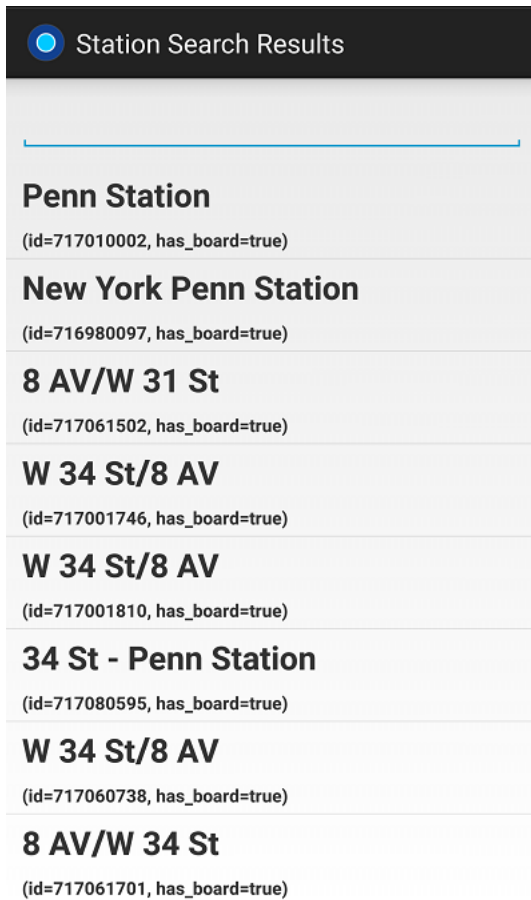 Station Search Results
Penn Station
(id=717010002, has_board=true)
New York Penn Station
(id=716980097, has_board=true)
8 AV/W 31 St
(id=717061502, has_board=true)
W 34 St/8 AV
(id=717001746, has_board=true)
W 34 St/8 AV
(id=717001810, has_board=true)
34 St - Penn Station
(id=717080595, has_board=true)
W 34 St/8 AV
(id=717060738, has_board=true)
8 AV/W 34 St
(id=717061701, has_board=true)